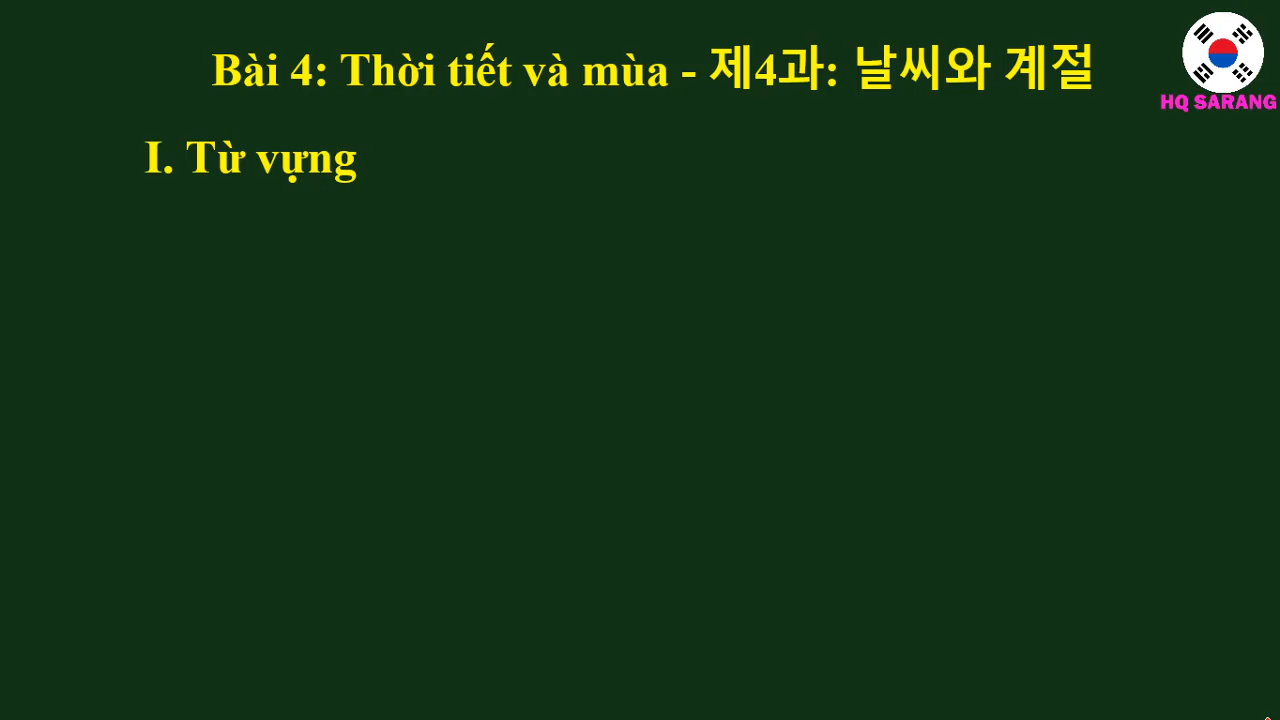 Bài 4: Thời tiết và mùa - 제4과: 날씨와 계절
HQ SARANG
I. Từ vựng